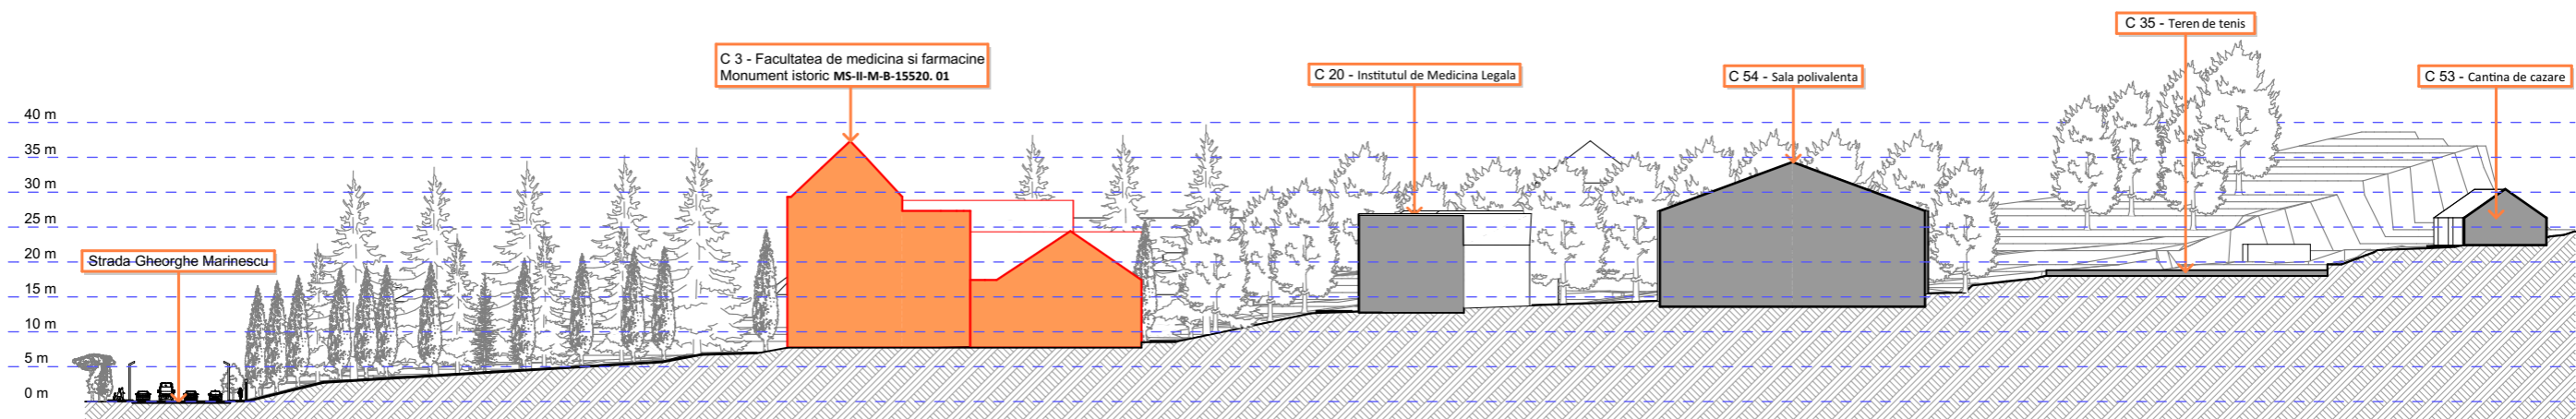 C 35 - Teren de tenis
C 3 - Facultatea de medicina si farmacine
Monument istoric MS-II-M-B-15520. 01
C 20 - Institutul de Medicina Legala
C 54 - Sala polivalenta
C 53 - Cantina de cazare
40 m
35 m
30 m
25 m
20 m
Strada Gheorghe Marinescu
15 m
10 m
5 m
0 m